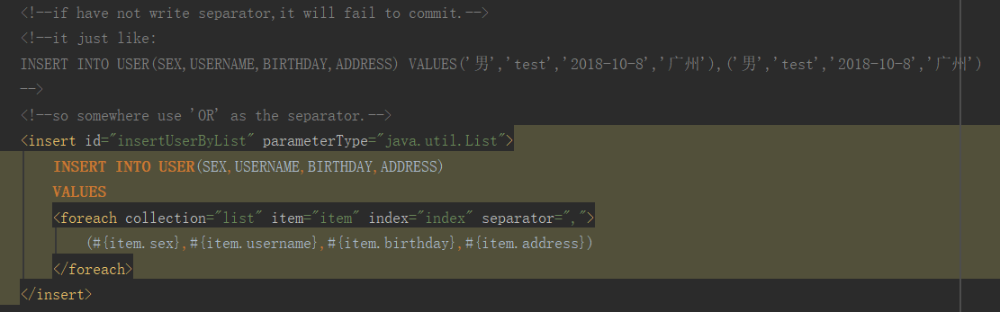 <!--if have not write separator,it will fail to commit.-->
<!--it just like:
INSERT INTO USER(SEX,USERNAME,BIRTHDAY,ADDRESS) VALUES('男','test','2018-10-8','广州'),('男','test','2018-10-8','广州')
-->
<!--so somewhere use 'OR' as the separator.-->
<insert id="insertUserByList" parameterType="java.util.List">
INSERT INTO USER(SEX,USERNAME,BIRTHDAY,ADDRESS)
VALUES
<foreach collection="list" item="item" index="index" separator=",">
(#{item.sex},#{item.username},#{item.birthday},#{item.address})
</foreach>
</insert>